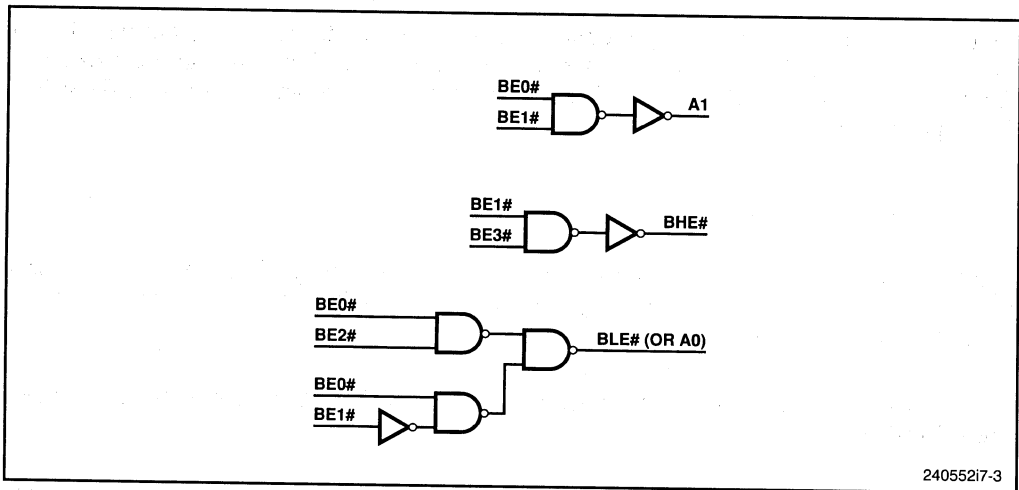 BE0#
BE1#
A1
BE1#
BE3#
BHE#
BE0#
BE2#
BLE# (OR A0)
BE0#
BE1#
240552i7-3